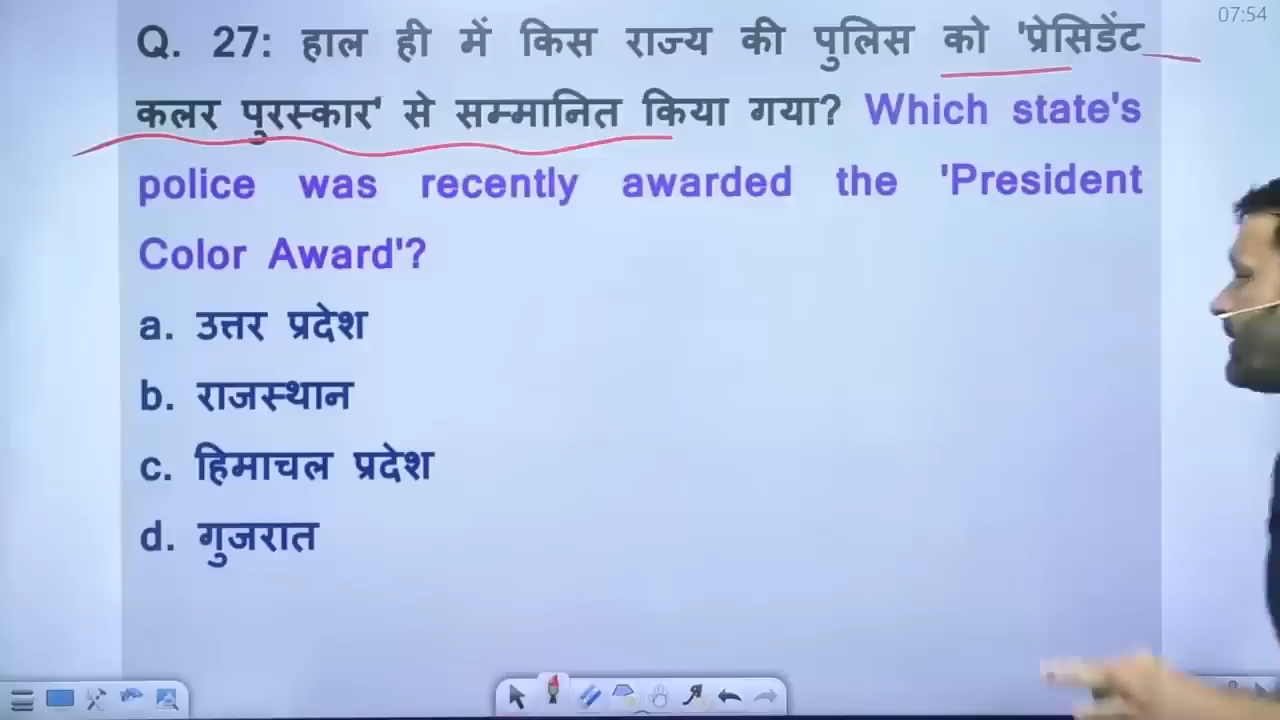 07:54
Q. 27: हाल ही में किस राज्य की पुलिस को 'प्रेसिडेंट
कलर पुरस्कार' से सम्मानित किया गया? Which state's
police was recently awarded the 'President
Color Award'?
a. उत्तर प्रदेश
b. राजस्थान
c. हिमाचल प्रदेश
d. गुजरात